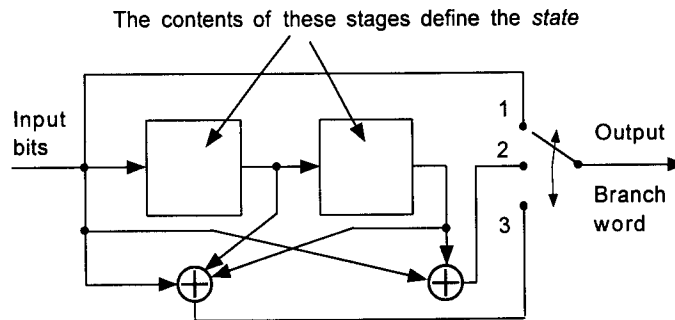 The contents of these stages define the state
Input
bits
1
2
3
Output
Branch
word